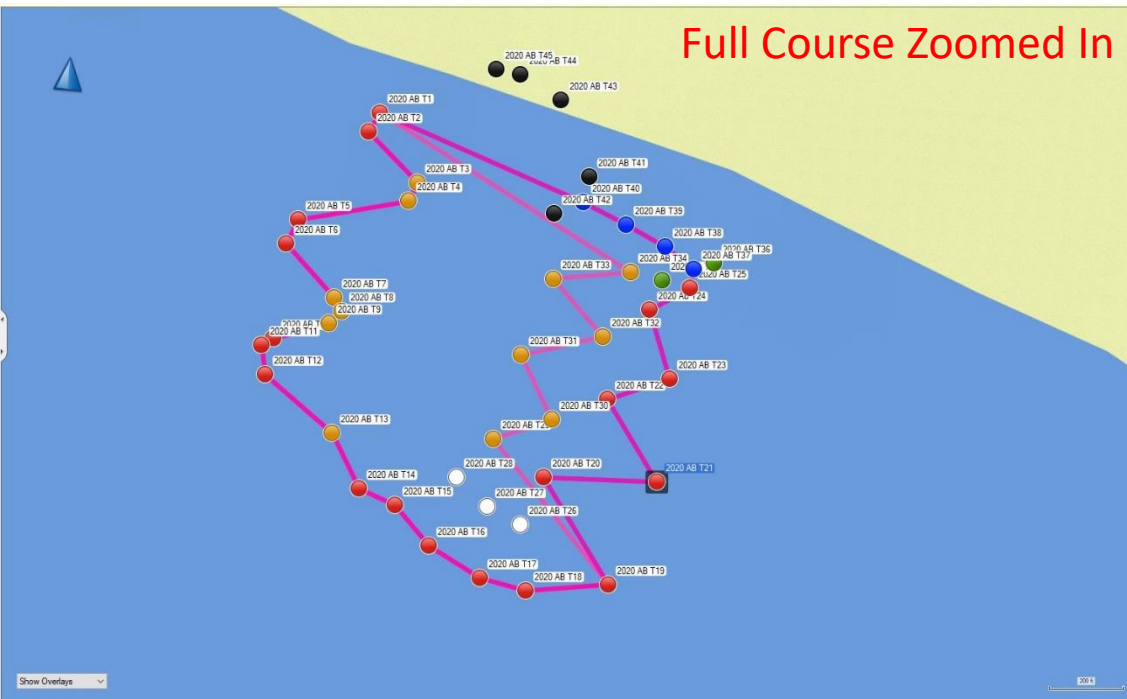 Full Course Zoomed In
2020 AB T45
2020 AB T44
2020 AB T43
2020 AB T1
2020 AB T2
2020 AB T3
2020 AB T41
2020 AB T4
2020 AB T40
2020 AB T42
2020 AB T5
2020 AB T39
2020 AB T6
2020 AB T38
2020 AB T36
2020 AB T37
2020 AB T34
2020 AB T33
2020 AB T25
2020 AB T7
2020 AB T24
2020 AB T8
2020 AB T9
2020 AB T32
2020 AB T11
2020 AB T31
2020 AB T12
2020 AB T23
2020 AB T22
2020 AB T30
2020 AB T13
2020 AB
2020 AB T28
2020 AB T20
2020 AB T21
2020 AB T14
2020 AB T15
2020 AB T27
2020 AB T26
2020 AB T16
2020 AB T17
2020 AB T18
2020 AB T19
Show Overlays
200 ft